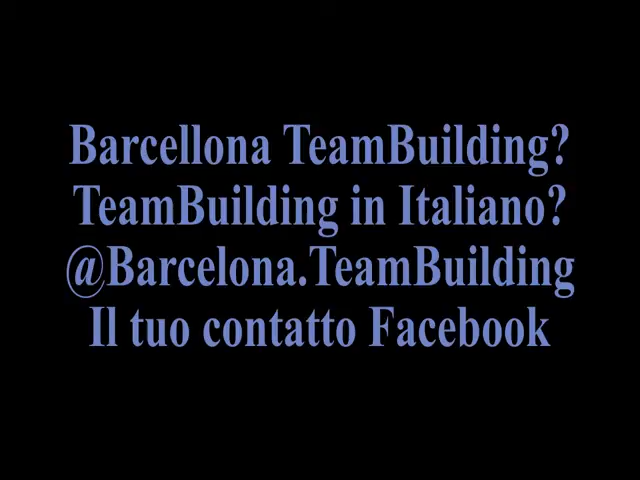 Barcellona TeamBuilding?
TeamBuilding in Italiano?
@Barcelona.TeamBuilding
Il tuo contatto Facebook